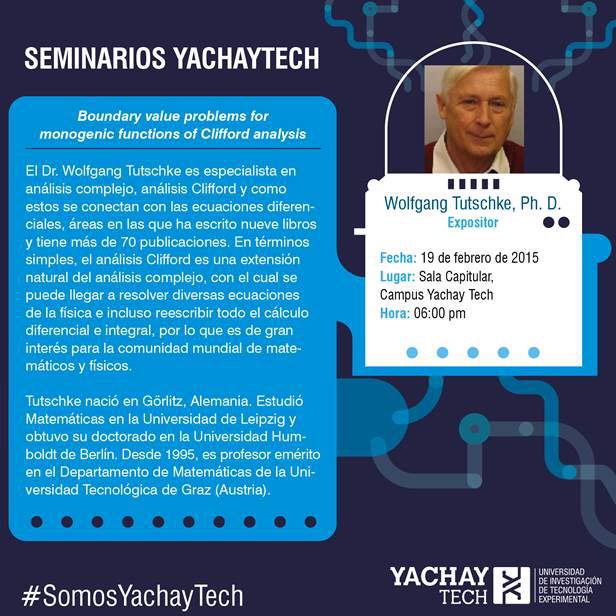 SEMINARIOS YACHAYTECH
Boundary value problems for
monogenic functions of Clifford analysis
El Dr. Wolfgang Tutschke es especialista en
análisis complejo, análisis Clifford y como
estos se conectan con las ecuaciones diferen-
ciales, áreas en las que ha escrito nueve libros
y tiene más de 70 publicaciones. En términos
simples, el análisis Clifford es una extensión
natural del análisis complejo, con el cual se
puede llegar a resolver diversas ecuaciones
de la física e incluso reescribir todo el cálculo
diferencial e integral, por lo que es de gran
interés para la comunidad mundial de mate-
máticos y físicos.
Tutschke nació en Görlitz, Alemania. Estudió
Matemáticas en la Universidad de Leipzig y
obtuvo su doctorado en la Universidad Hum-
boldt de Berlín. Desde 1995, es profesor emérito
en el Departamento de Matemáticas de la Uni-
versidad Tecnológica de Graz (Austria).
Wolfgang Tutschke, Ph. D.
Expositor
Fecha: 19 de febrero de 2015
Lugar: Sala Capitular,
Campus Yachay Tech
Hora: 06:00 pm
#SomosYachayTech
YACHAY
TECH
UNIVERSIDAD
DE INVESTIGACIÓN
DE TECNOLOGÍA
EXPERIMENTAL